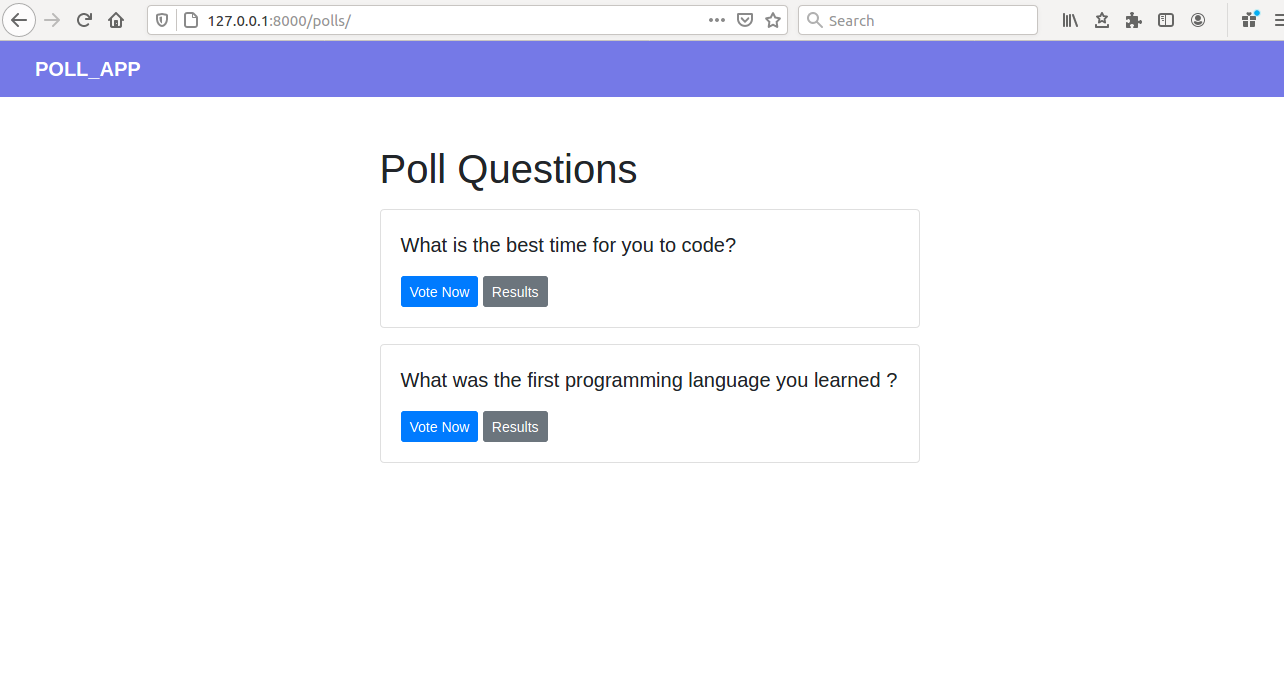 127.0.0.1:8000/polls/
Search
POLL_APP
Poll Questions
What is the best time for you to code?
Vote Now Results
What was the first programming language you learned ?
Vote Now Results